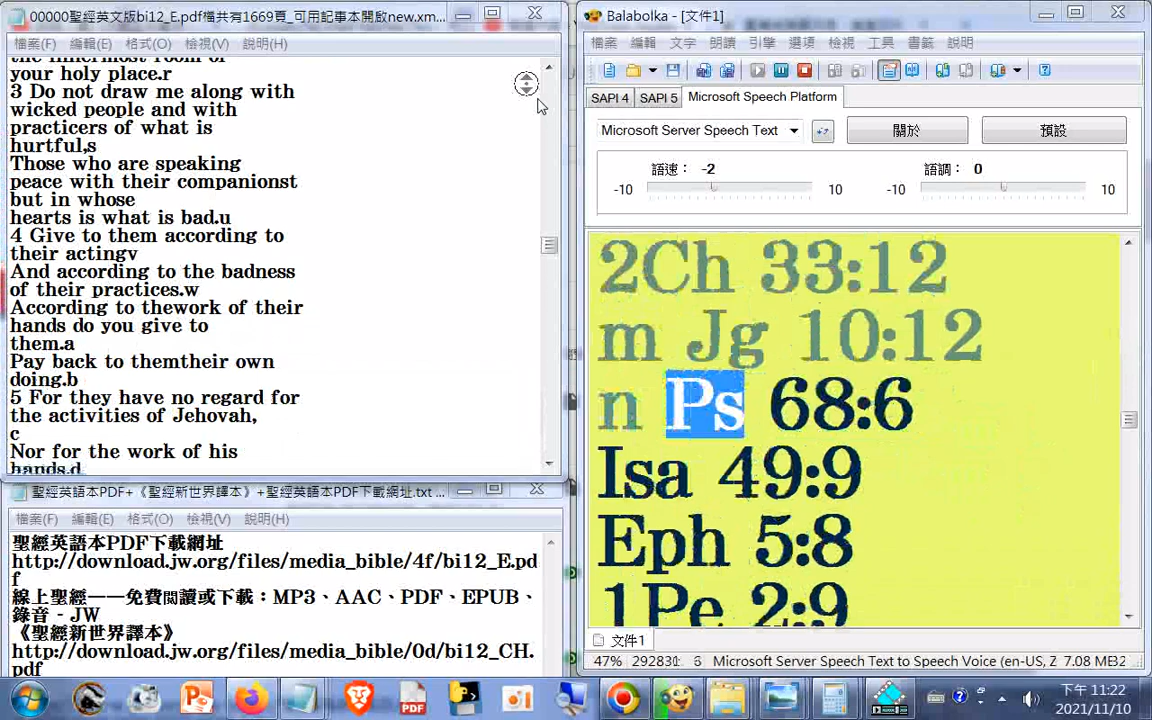 00000聖經英文版bi12_E.pdf檔共有1669頁_可用記事本開啟new.xm...
檔案(F) 編輯(E) 格式(O) 檢視(V) 說明(H)
the innermost room of
your holy place.r
3 Do not draw me along with
wicked people and with
practicers of what is
hurtful,s
Those who are speaking
peace with their companionst
but in whose
hearts is what is bad.u
4 Give to them according to
their actingv
And according to the badness
of their practices.w
According to thework of their
hands do you give to
them.a
Pay back to themtheir own
doing.b
5 For they have no regard for
the activities of Jehovah,
c
Nor for the work of his
hands.d
聖經英語本PDF+《聖經新世界譯本》+聖經英語本PDF下載網址.txt ...
檔案(F) 編輯(E) 格式(O) 檢視(V) 說明(H)
聖經英語本PDF下載網址
http://download.jw.org/files/media_bible/4f/bi12_E.pd
f
線上聖經——免費閱讀或下載：MP3、AAC、PDF、EPUB、
錄音 - JW
《聖經新世界譯本》
http://download.jw.org/files/media_bible/0d/bi12_CH.
pdf
Balabolka - [文件1]
檔案 編輯 文字 朗讀 引擎 選項 檢視 工具 書籤 說明
SAPI 4 SAPI 5 Microsoft Speech Platform
Microsoft Server Speech Text 關於 預設
語速： -2 語調： 0
-10 10 -10 10
2Ch 33:12
m Jg 10:12
n Ps 68:6
Isa 49:9
Eph 5:8
1Pe 2:9
文件1
47% 292831 6 Microsoft Server Speech Text to Speech Voice (en-US, Z 7.08 MB32
PDF
下午 11:22
2021/11/10